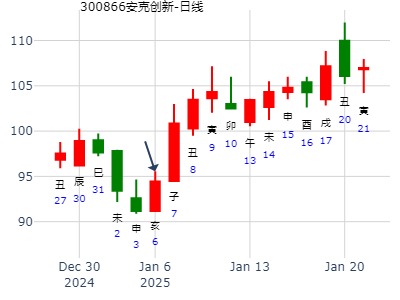 300866安克创新-日线
110
105
100
95
90
丑
27
辰
30
巳
31
未
2
申
3
亥
6
子
7
丑
8
寅
9
卯
10
午
13
未
14
申
15
酉
16
戌
17
丑
20
寅
21
Dec 30
2024
Jan 6
2025
Jan 13
Jan 20